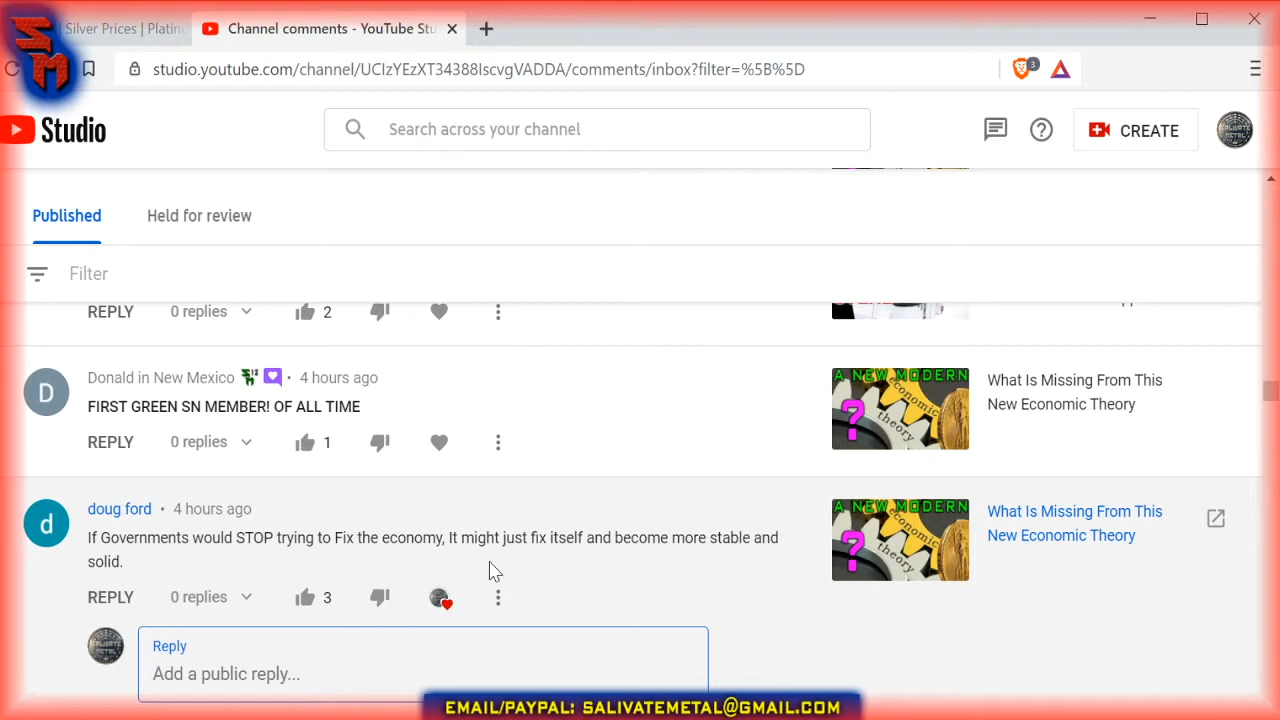 SM
Silver Prices | Platin
Channel comments - YouTube Stu
studio.youtube.com/channel/UCIzYEzXT34388IscvgVADDA/comments/inbox?filter=%5B%5D
3
Studio
Search across your channel
CREATE
Published
Held for review
Filter
REPLY 0 replies 2
Donald in New Mexico • 4 hours ago
FIRST GREEN SN MEMBER! OF ALL TIME
REPLY 0 replies 1
A NEW MODERN
economic
theory
?
What Is Missing From This
New Economic Theory
doug ford • 4 hours ago
If Governments would STOP trying to Fix the economy, It might just fix itself and become more stable and
solid.
REPLY 0 replies 3
A NEW MODERN
economic
theory
?
What Is Missing From This
New Economic Theory
Reply
Add a public reply...
EMAIL/PAYPAL: SALIVATEMETAL@GMAIL.COM